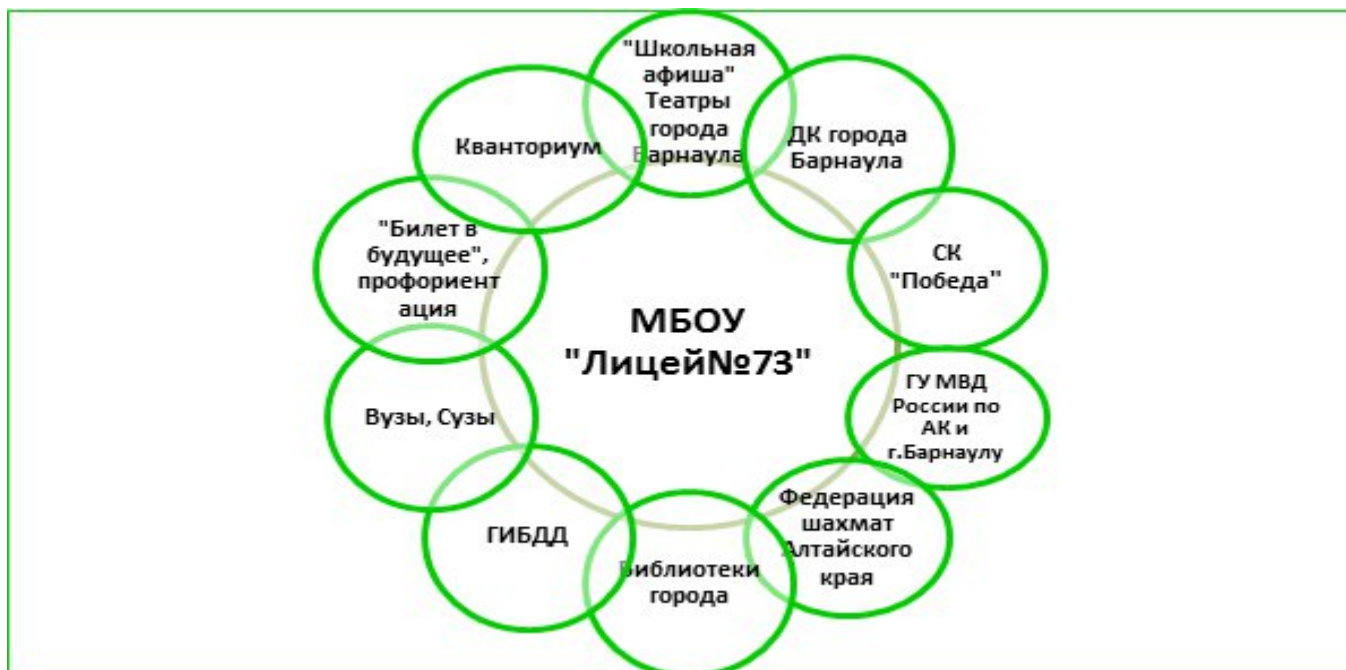 "Школьная
афиша"
Театры
города
Барнаула
ДК города
Барнаула
СК
"Победа"
ГУ МВД
России по
АК и
г.Барнаулу
Федерация
шахмат
Алтайского
края
Библиотеки
города
ГИБДД
Вузы, Сузы
"Билет в
будущее",
профориент
ация
Кванториум
МБОУ
"Лицей№73"